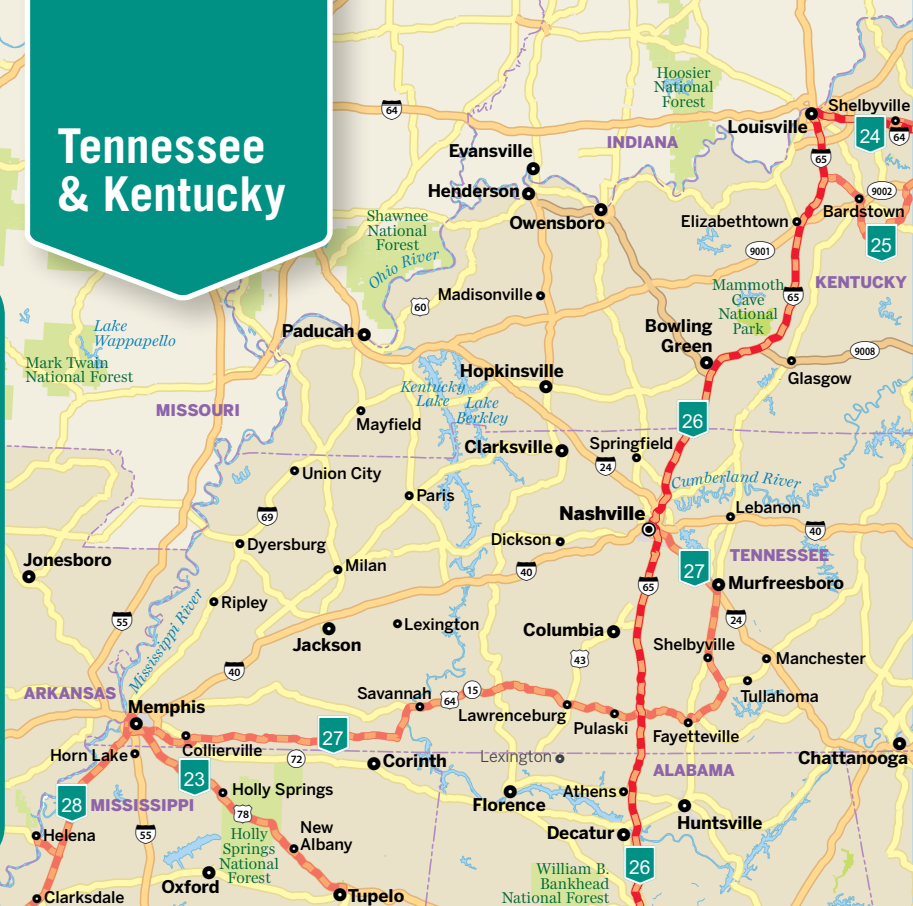 Tennessee
& Kentucky
64
Hoosier
National
Forest
Shelbyville
Louisville
24
64
INDIANA
65
Evansville
Henderson
Owensboro
9002
Bardstown
Elizabethtown
25
Shawnee
National
Forest
Ohio River
9001
KENTUCKY
Madisonville
60
Mammoth
Cave
National
Park
65
Lake
Wappapello
Paducah
Bowling
Green
9008
Mark Twain
National Forest
Glasgow
Hopkinsville
Kentucky
Lake
Lake
Berkley
MISSOURI
Mayfield
26
Clarksville
Springfield
24
Union City
Cumberland River
Paris
69
Nashville
Lebanon
Dyersburg
Dickson
40
TENNESSEE
Jonesboro
Milan
40
27
65
Murfreesboro
Ripley
55
Mississippi River
Lexington
24
Jackson
Columbia
Shelbyville
43
Manchester
40
Tullahoma
ARKANSAS
Savannah
64
15
Memphis
Lawrenceburg
Pulaski
Fayetteville
27
Collierville
Horn Lake
72
Corinth
Lexington
Chattanooga
ALABAMA
23
28
MISSISSIPPI
Holly Springs
Athens
Florence
78
Huntsville
Helena
55
Holly
Springs
National
Forest
New
Albany
Decatur
26
William B.
Bankhead
National Forest
Oxford
Clarksdale
Tupelo